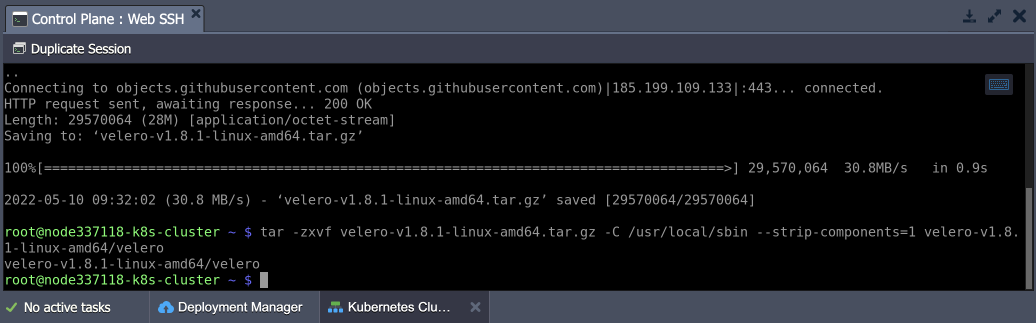 Control Plane : Web SSH
Duplicate Session
..
Connecting to objects.githubusercontent.com (objects.githubusercontent.com)|185.199.109.133|:443... connected.
HTTP request sent, awaiting response... 200 OK
Length: 29570064 (28M) [application/octet-stream]
Saving to: ‘velero-v1.8.1-linux-amd64.tar.gz’
100%[======================================================================================>] 29,570,064  30.8MB/s   in 0.9s
2022-05-10 09:32:02 (30.8 MB/s) - ‘velero-v1.8.1-linux-amd64.tar.gz’ saved [29570064/29570064]
root@node337118-k8s-cluster ~ $ tar -zxvf velero-v1.8.1-linux-amd64.tar.gz -C /usr/local/sbin --strip-components=1 velero-v1.8.
1-linux-amd64/velero
velero-v1.8.1-linux-amd64/velero
root@node337118-k8s-cluster ~ $
No active tasks
Deployment Manager
Kubernetes Clu...